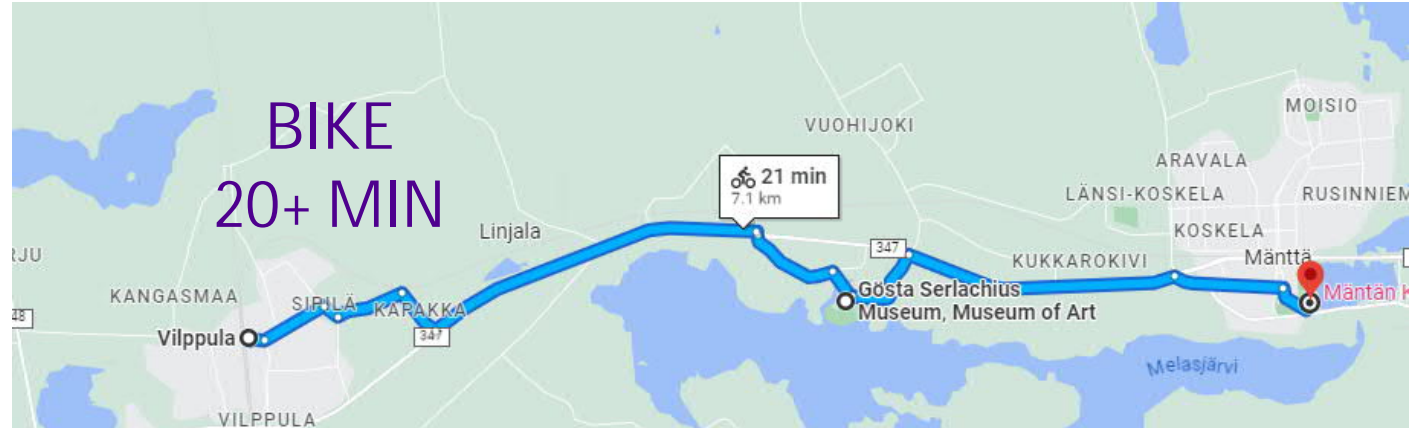 BIKE
20+ MIN
MOISIO
VUOHIJOKI
ARAVALA
21 min
7.1 km
LÄNSI-KOSKELA
RUSINNIEM
KOSKELA
Linjala
347
Mänttä
KUKKAROKIVI
RJU
KANGASMAA
SIPILÄ
KARAKKA
Gösta Serlachius
Museum, Museum of Art
Mäntän K
48
Vilppula
347
Melasjärvi
VILPPULA